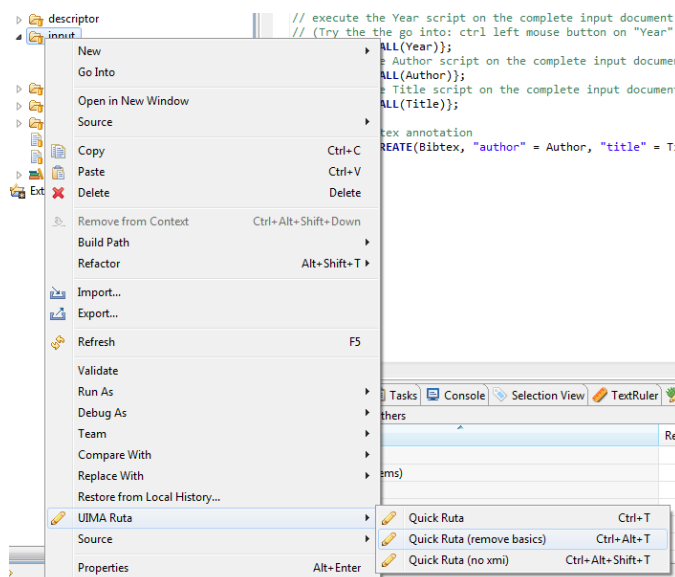 descriptor
input
// execute the Year script on the complete input document
// (Try the the go into: ctrl left mouse button on "Year"
ALL(Year)};
e Author script on the complete input documen
ALL(Author)};
e Title script on the complete input document
ALL(Title)};
tex annotation
REATE(Bibtex, "author" = Author, "title" = Ti
Ext
New
Go Into
Open in New Window
Source
Copy Ctrl+C
Paste Ctrl+V
Delete Delete
Remove from Context Ctrl+Alt+Shift+Down
Build Path
Refactor Alt+Shift+T
Import...
Export...
Refresh F5
Validate
Run As
Debug As
Team
Compare With
Replace With
Restore from Local History...
UIMA Ruta
Source
Properties Alt+Enter
Tasks Console Selection View TextRuler
thers
Re
ems)
Quick Ruta Ctrl+T
Quick Ruta (remove basics) Ctrl+Alt+T
Quick Ruta (no xmi) Ctrl+Alt+Shift+T